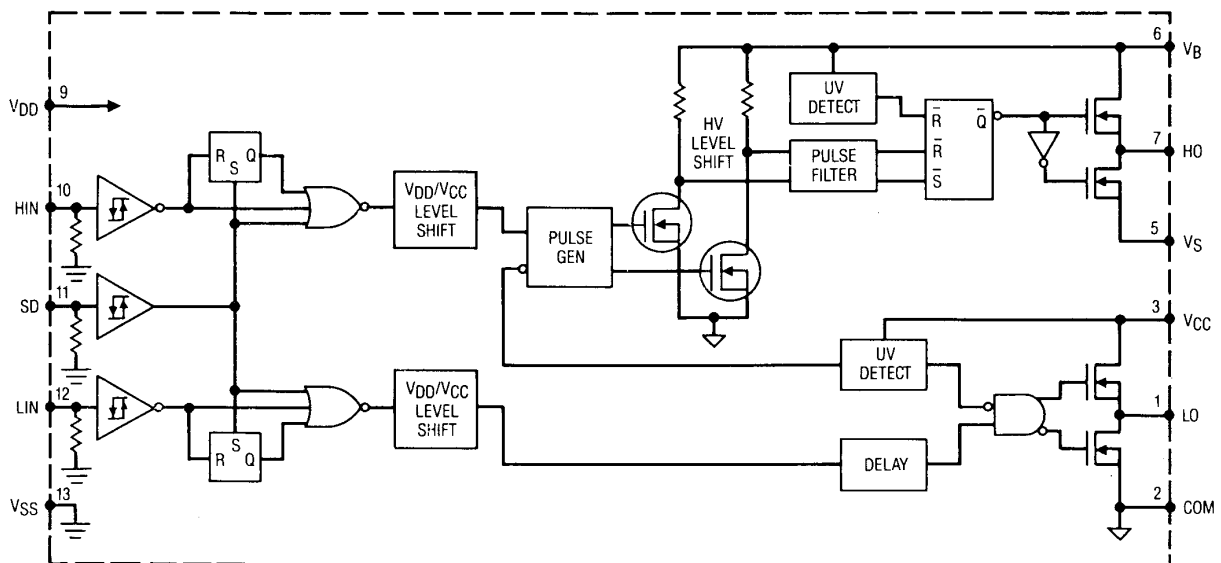 6
VB
UV
DETECT
9
VDD
HV
LEVEL
SHIFT
R̅
Q̅
R̅
S̅
7
HO
PULSE
FILTER
R
S
Q
10
HIN
VDD/VCC
LEVEL
SHIFT
PULSE
GEN
5
VS
11
SD
3
VCC
UV
DETECT
12
LIN
VDD/VCC
LEVEL
SHIFT
1
LO
R
S
Q
DELAY
13
VSS
2
COM